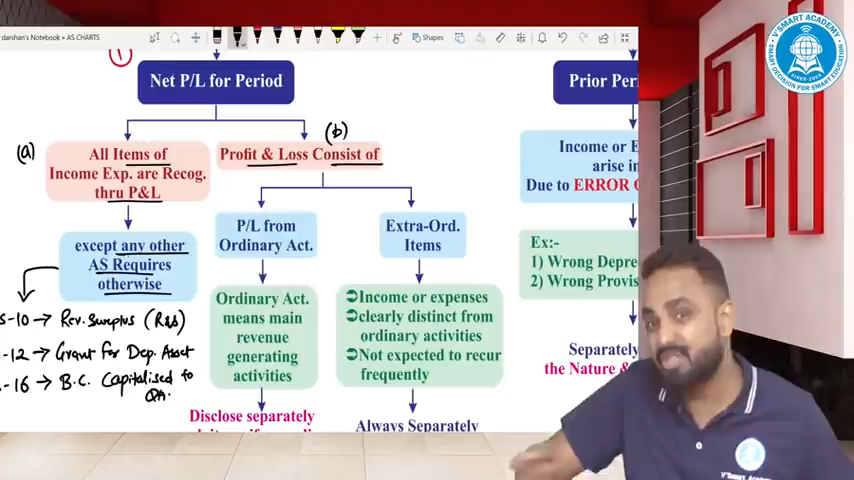 darshan's Notebook » AS CHARTS
Shapes
V'SMART ACADEMY
SMART DECISION FOR SMART EDUCATION
SINCE-2005
1
Net P/L for Period
Prior Per
(a)
All Items of
Income Exp. are Recog.
thru P&L
(b)
Profit & Loss Consist of
Income or E
arise in
Due to ERROR
except any other
AS Requires
otherwise
P/L from
Ordinary Act.
Extra-Ord.
Items
S-10 → Rev. Surplus (R&S)
-12 → Grant for Dep. Asset
-16 → B.C. Capitalised to
QA.
Ordinary Act.
means main
revenue
generating
activities
➲Income or expenses
➲clearly distinct from
ordinary activities
➲Not expected to recur
frequently
Ex:-
1) Wrong Depre
2) Wrong Provis
Disclose separately
Always Separately
Separately
the Nature &
V'Smart